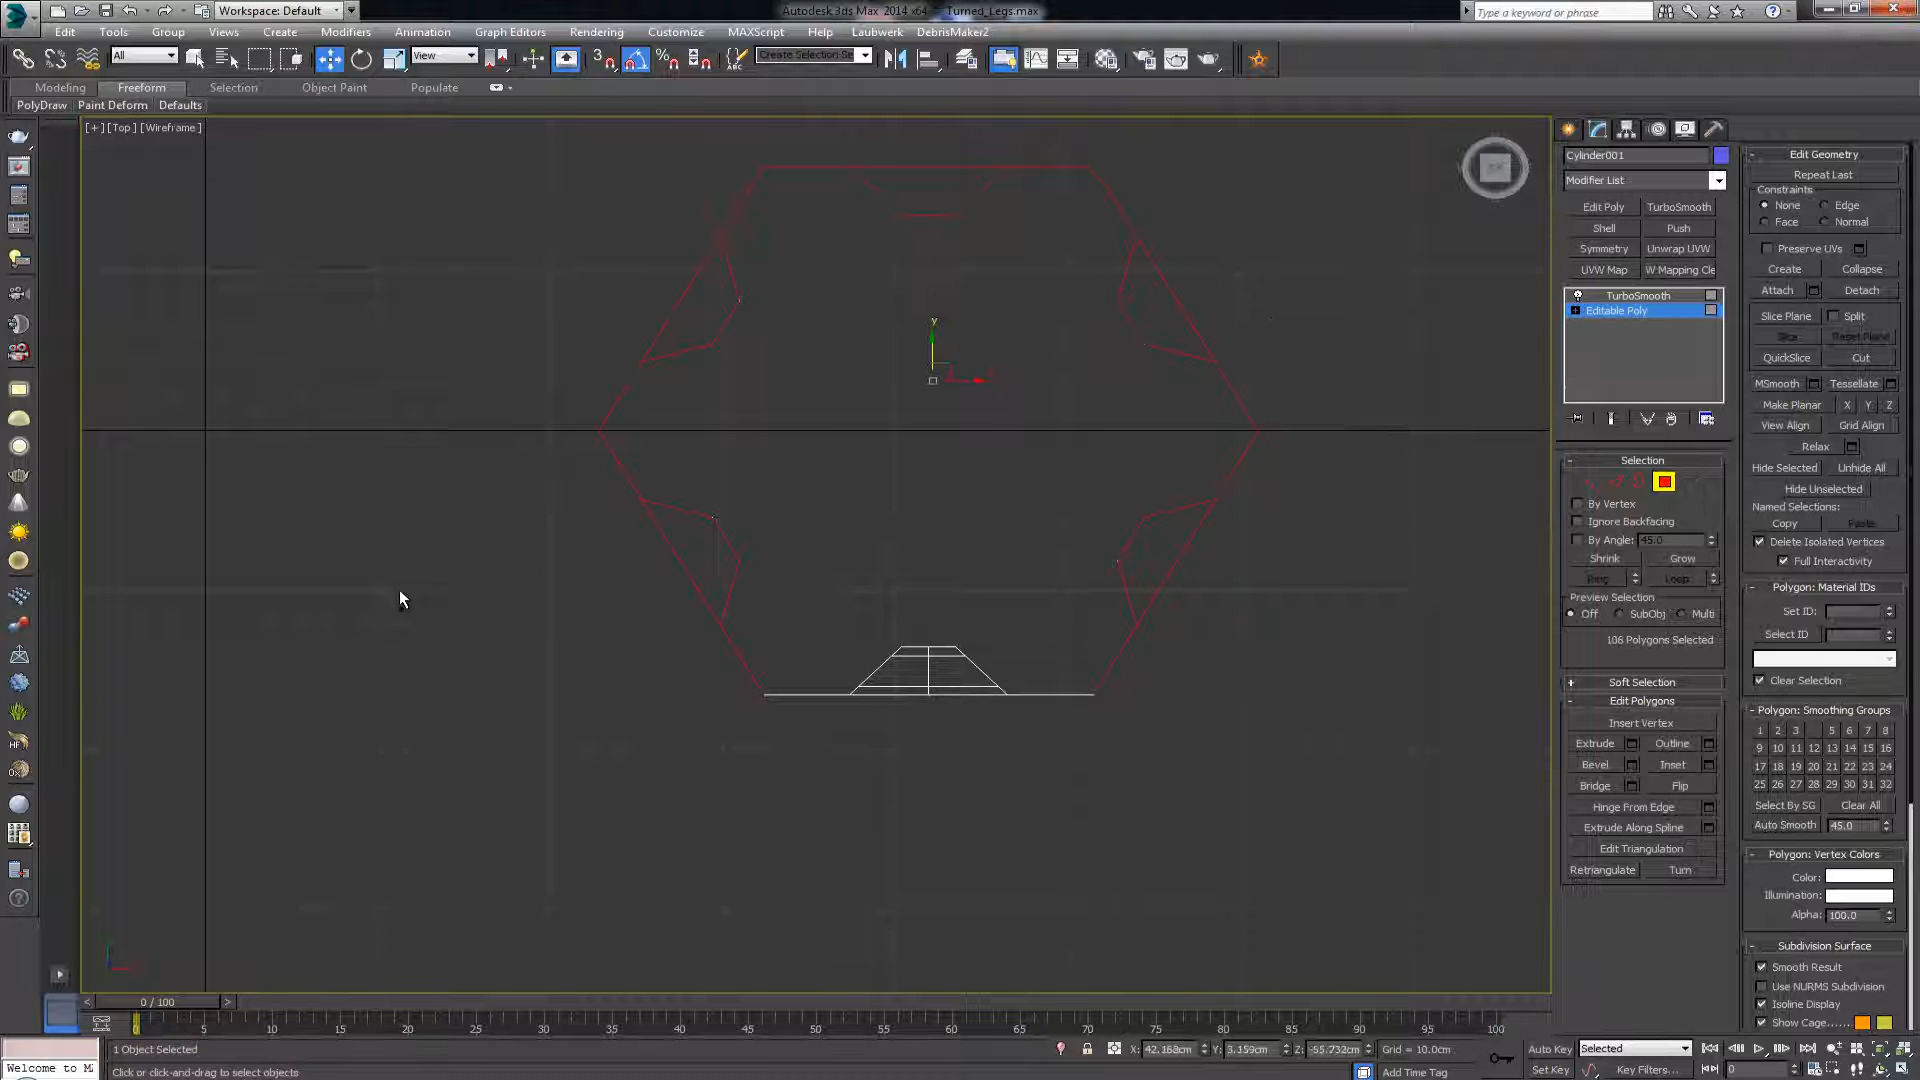 Workspace: Default
Autodesk 3ds Max 2014 x64
Turned_Legs.max
Type a keyword or phrase
Edit Tools Group Views Create Modifiers Animation Graph Editors Rendering Customize MAXScript Help Laubwerk DebrisMaker2
All
View
3
Create Selection Se
Modeling Freeform Selection Object Paint Populate
PolyDraw Paint Deform Defaults
[+] [Top] [Wireframe]
y
Cylinder001
Modifier List
Edit Poly TurboSmooth
Shell Push
Symmetry Unwrap UVW
UVW Map W Mapping Cle
TurboSmooth
Editable Poly
Selection
By Vertex
Ignore Backfacing
By Angle: 45.0
Shrink Grow
Ring Loop
Preview Selection
Off SubObj Multi
106 Polygons Selected
Soft Selection
Edit Polygons
Insert Vertex
Extrude Outline
Bevel Inset
Bridge Flip
Hinge From Edge
Extrude Along Spline
Edit Triangulation
Retriangulate Turn
Edit Geometry
Repeat Last
Constraints
None Edge
Face Normal
Preserve UVs
Create Collapse
Attach Detach
Slice Plane Split
Slice Reset Plane
QuickSlice Cut
MSmooth Tessellate
Make Planar X Y Z
View Align Grid Align
Relax
Hide Selected Unhide All
Hide Unselected
Named Selections:
Copy Paste
Delete Isolated Vertices
Full Interactivity
Polygon: Material IDs
Set ID:
Select ID
Clear Selection
Polygon: Smoothing Groups
1 2 3 5 6 7 8
9 10 11 12 13 14 15 16
17 18 19 20 21 22 23 24
25 26 27 28 29 30 31 32
Select By SG Clear All
Auto Smooth 45.0
Polygon: Vertex Colors
Color:
Illumination:
Alpha: 100.0
Subdivision Surface
Smooth Result
Use NURMS Subdivision
Isoline Display
Show Cage......
0 / 100
0 5 10 15 20 25 30 35 40 45 50 55 60 65 70 75 80 85 90 95 100
1 Object Selected
X: 42.168cm Y: 3.159cm Z: -55.732cm Grid = 10.0cm
Auto Key Selected
Welcome to M
Click or click-and-drag to select objects
Add Time Tag
Set Key Key Filters... 0